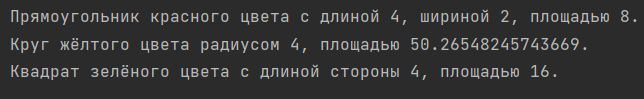 Прямоугольник красного цвета с длиной 4, шириной 2, площадью 8.
Круг жёлтого цвета радиусом 4, площадью 50.26548245743669.
Квадрат зелёного цвета с длиной стороны 4, площадью 16.